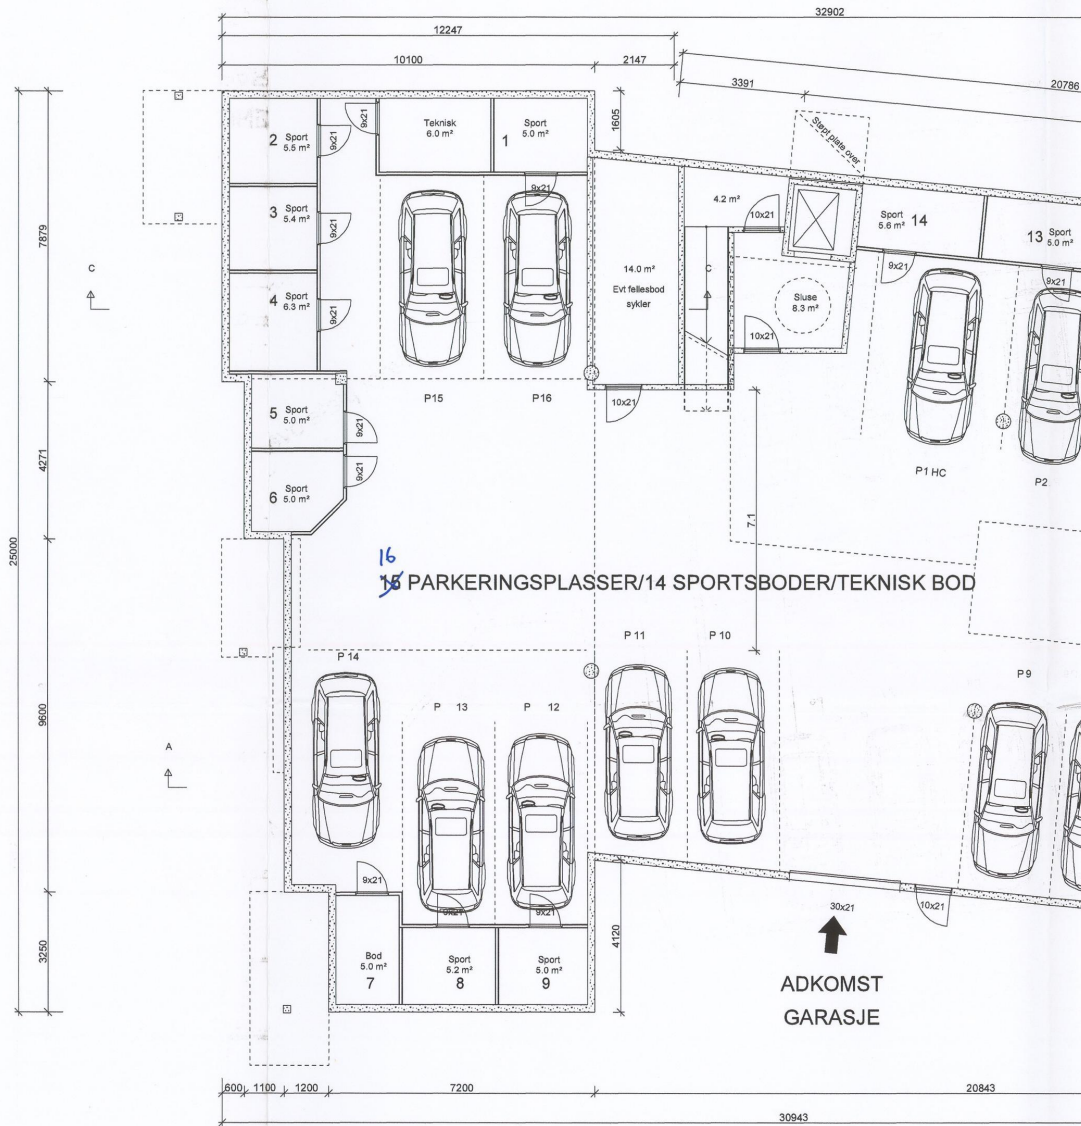 32902
12247
10100
2147
3391
20786
1605
Støpt plate over
9x21
Teknisk
6.0 m²
1
Sport
5.0 m²
9x21
2
Sport
5.5 m²
9x21
3
Sport
5.4 m²
9x21
4
Sport
6.3 m²
9x21
5
Sport
5.0 m²
9x21
6
Sport
5.0 m²
9x21
P15
P16
14.0 m²
Evt fellesbod
sykler
10x21
4.2 m²
10x21
C
Sluse
8.3 m²
10x21
Sport
5.6 m²
14
9x21
13
Sport
5.0 m²
9x21
P1 HC
P2
7879
4271
25000
9600
3250
C
A
7.1
16
15 PARKERINGSPLASSER/14 SPORTSBODER/TEKNISK BOD
P 14
P 13
P 12
P 11
P 10
P 9
9x21
9x21
9x21
Bod
5.0 m²
7
Sport
5.2 m²
8
Sport
5.0 m²
9
4120
30x21
10x21
ADKOMST
GARASJE
600
1100
1200
7200
20843
30943